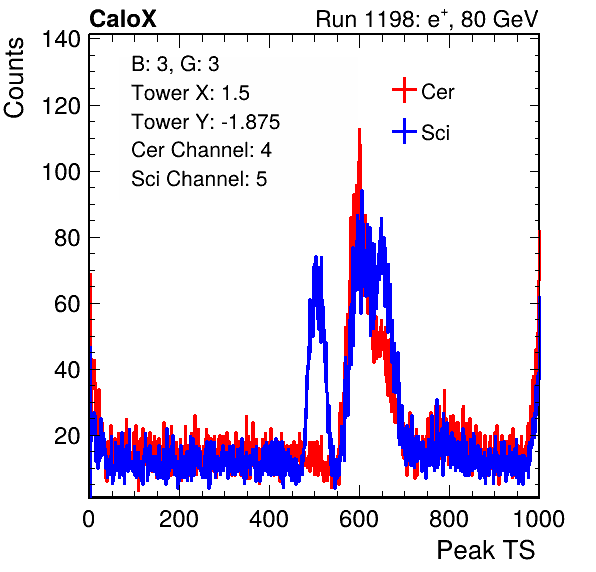 CaloX
Run 1198: e+, 80 GeV
Counts
B: 3, G: 3
Tower X: 1.5
Tower Y: -1.875
Cer Channel: 4
Sci Channel: 5
Cer
Sci
140
120
100
80
60
40
20
0 200 400 600 800 1000
Peak TS